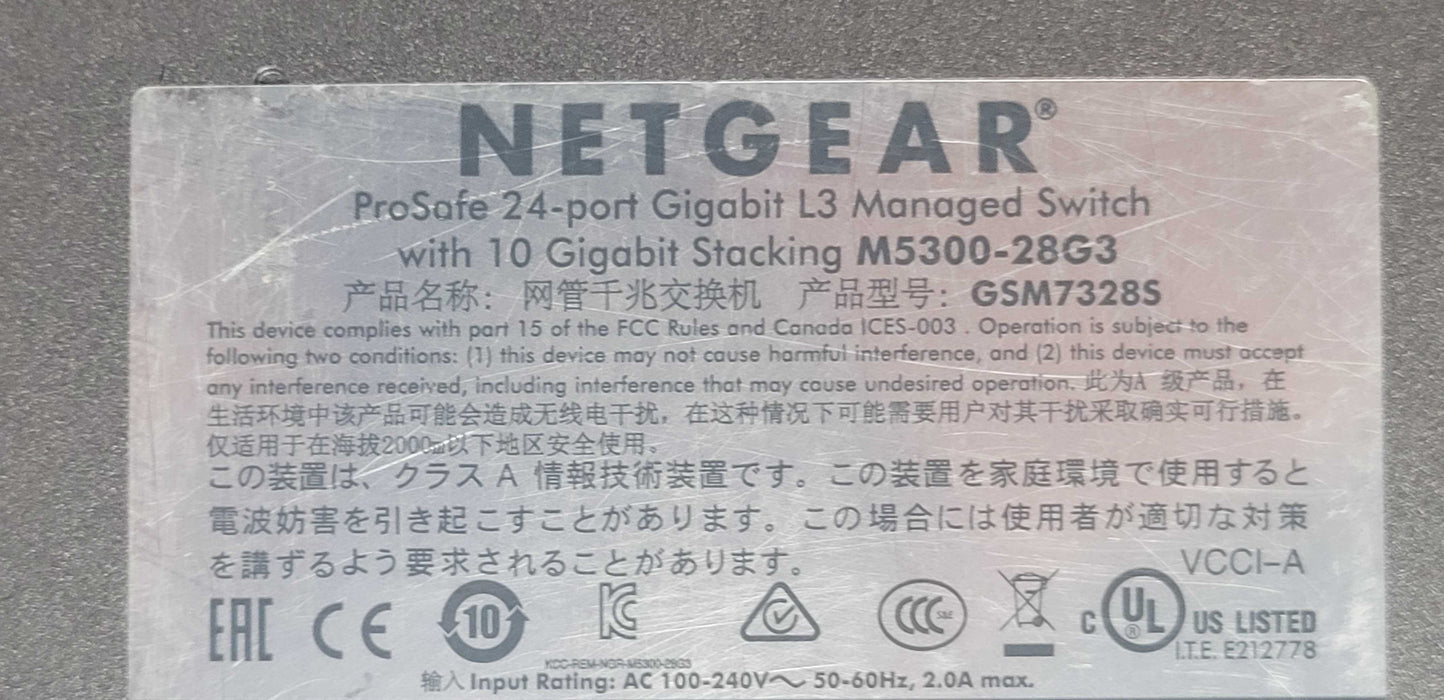 NETGEAR®
ProSafe 24-port Gigabit L3 Managed Switch
with 10 Gigabit Stacking M5300-28G3
产品名称： 网管千兆交换机 产品型号：GSM7328S
This device complies with part 15 of the FCC Rules and Canada ICES-003 . Operation is subject to the
following two conditions: (1) this device may not cause harmful interference, and (2) this device must accept
any interference received, including interference that may cause undesired operation. 此为A 级产品，在
生活环境中该产品可能会造成无线电干扰，在这种情况下可能需要用户对其干扰采取确实可行措施。
仅适用于在海拔2000m以下地区安全使用。
この装置は、クラス A 情報技術装置です。この装置を家庭環境で使用すると
電波妨害を引き起こすことがあります。この場合には使用者が適切な対策
を講ずるよう要求されることがあります。
VCCI-A
EAC CE 10 KC CCC S&E C UL® US LISTED
I.T.E. E212778
KCC-REM-NGR-M5300-28G3
输入 Input Rating: AC 100-240V～ 50-60Hz, 2.0A max.